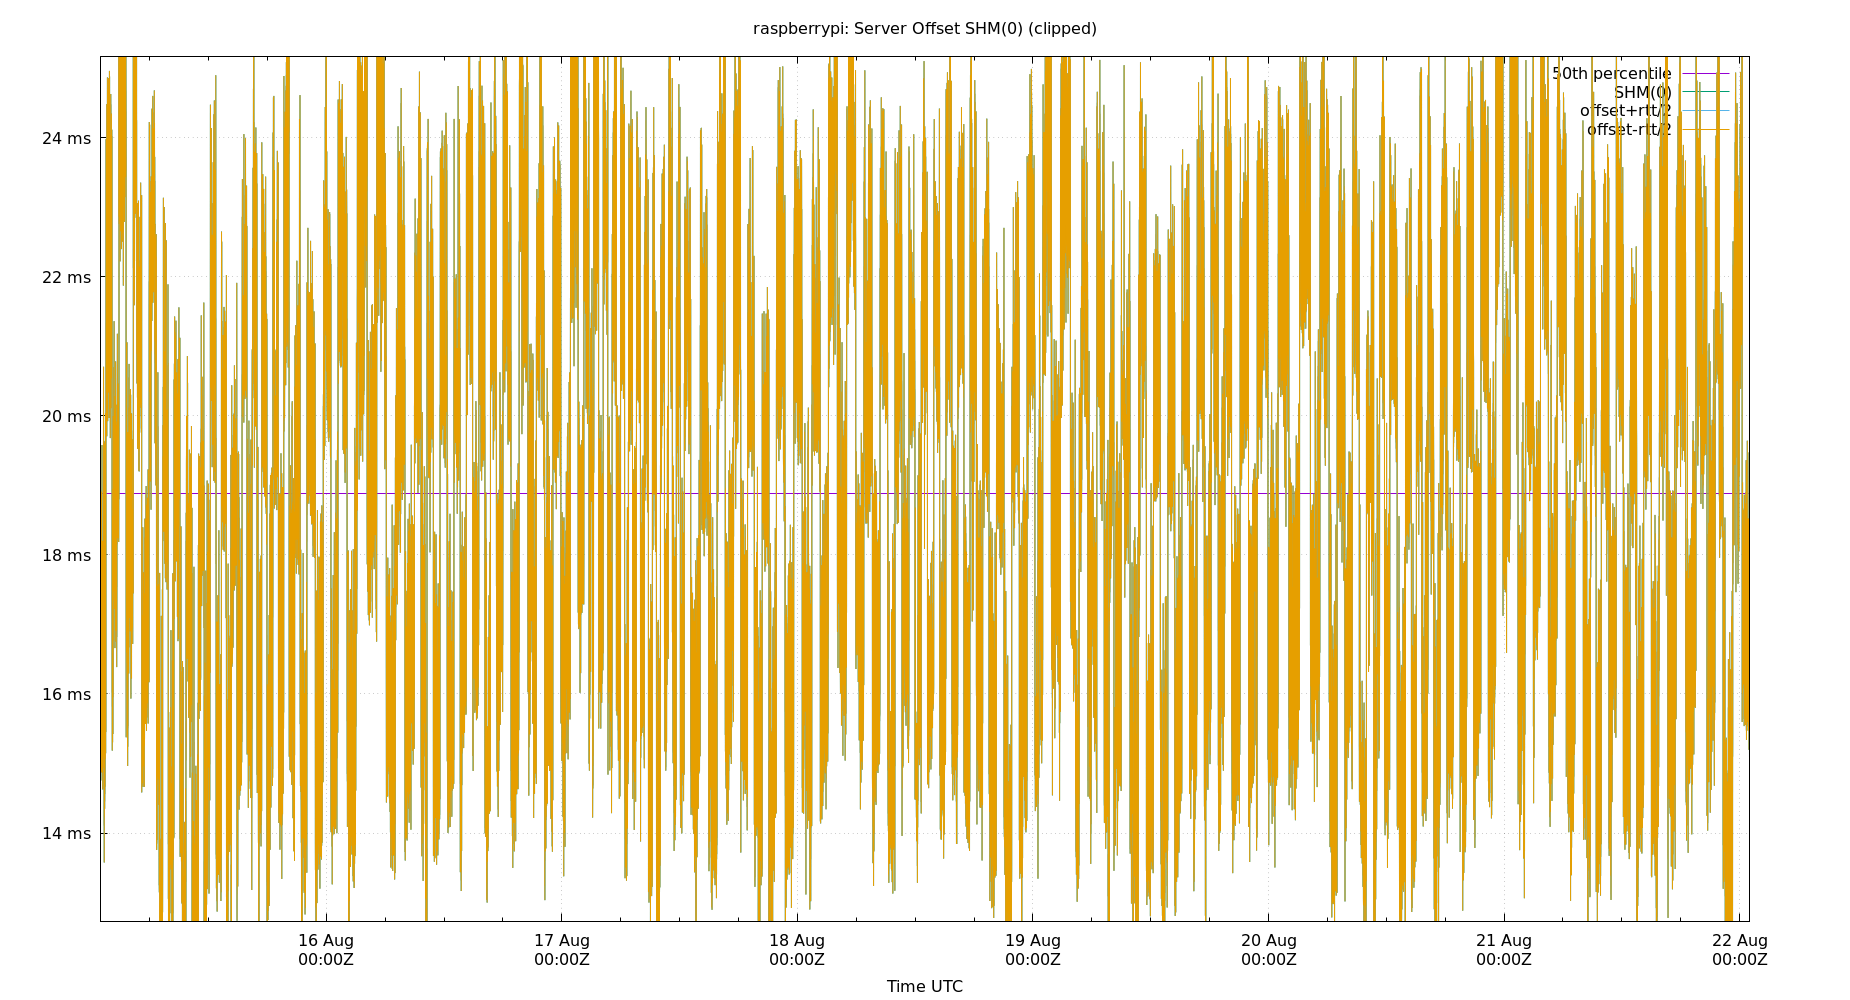 raspberrypi: Server Offset SHM(0) (clipped)
50th percentile
SHM(0)
offset+rtt/2
offset-rtt/2
24 ms
22 ms
20 ms
18 ms
16 ms
14 ms
16 Aug 17 Aug 18 Aug 19 Aug 20 Aug 21 Aug 22 Aug
00:00Z 00:00Z 00:00Z 00:00Z 00:00Z 00:00Z 00:00Z
Time UTC